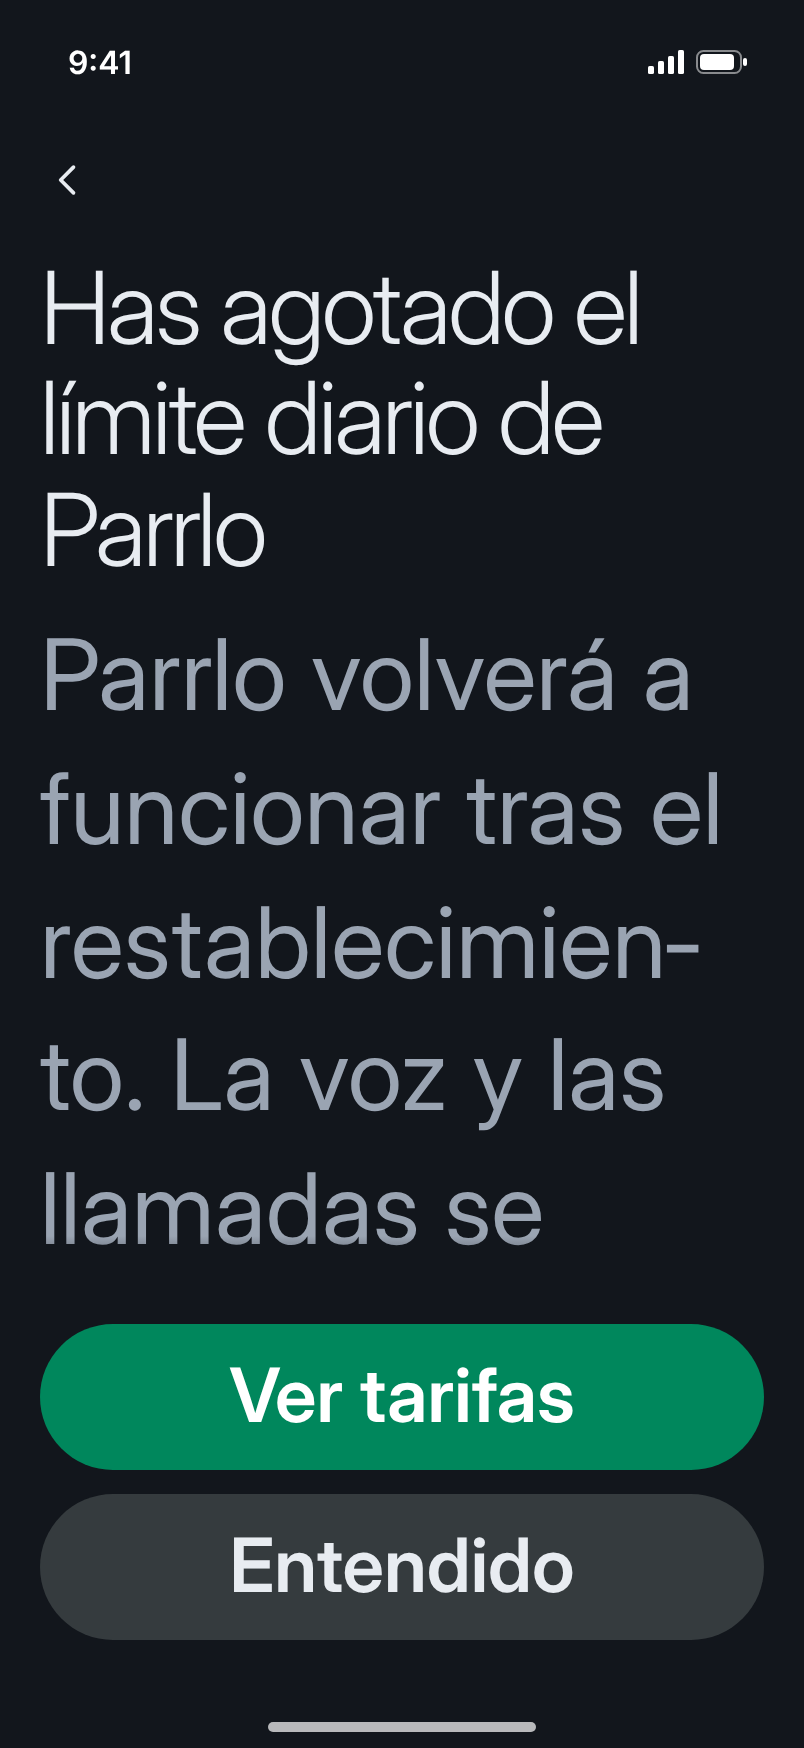 9:41
Has agotado el
límite diario de
Parrlo
Parrlo volverá a
funcionar tras el
restablecimien-
to. La voz y las
llamadas se
Ver tarifas
Entendido